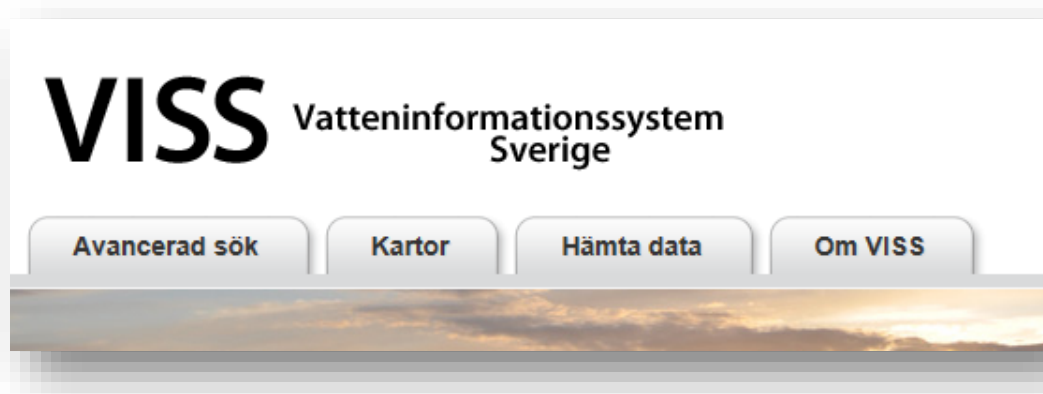 VISS Vatteninformationssystem
Sverige
Avancerad sök Kartor Hämta data Om VISS